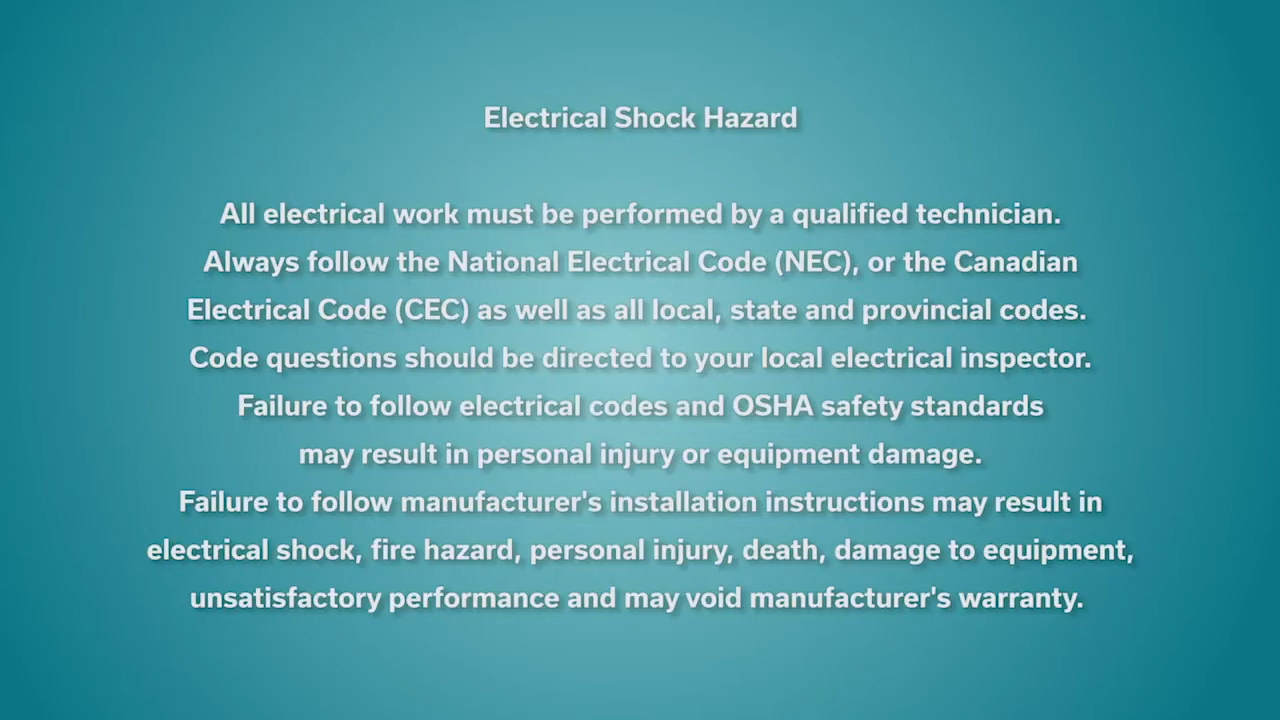 Electrical Shock Hazard
All electrical work must be performed by a qualified technician.
Always follow the National Electrical Code (NEC), or the Canadian
Electrical Code (CEC) as well as all local, state and provincial codes.
Code questions should be directed to your local electrical inspector.
Failure to follow electrical codes and OSHA safety standards
may result in personal injury or equipment damage.
Failure to follow manufacturer's installation instructions may result in
electrical shock, fire hazard, personal injury, death, damage to equipment,
unsatisfactory performance and may void manufacturer's warranty.